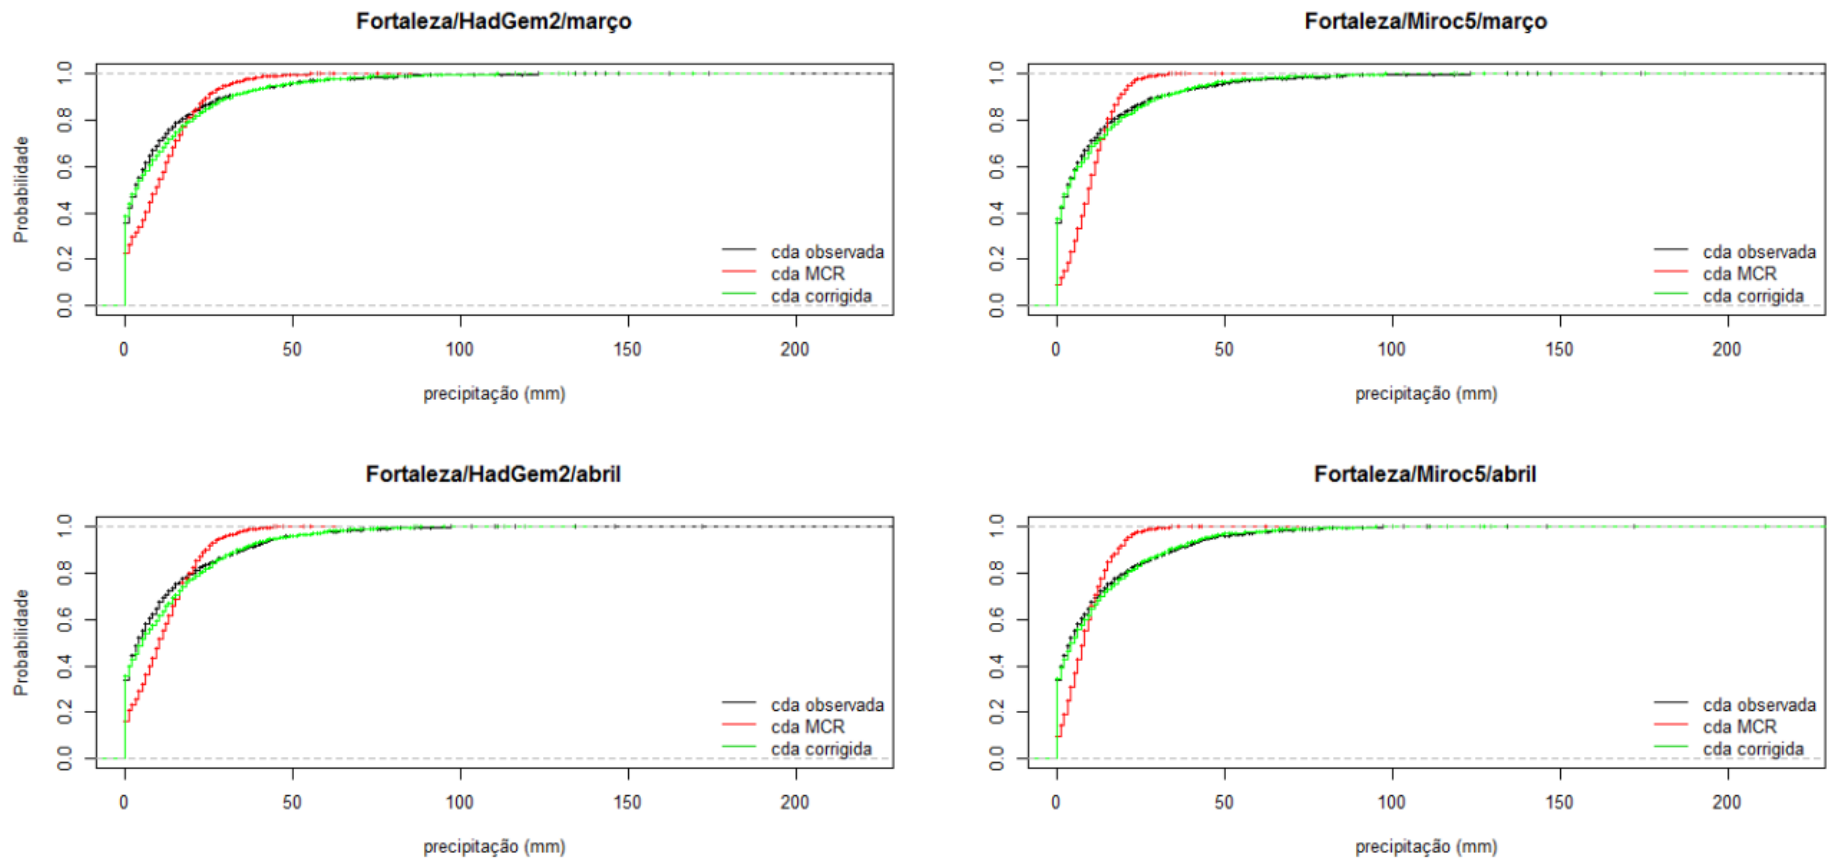 Fortaleza/HadGem2/março
Probabilidade
0.0 0.2 0.4 0.6 0.8 1.0
cda observada
cda MCR
cda corrigida
0 50 100 150 200
precipitação (mm)
Fortaleza/Miroc5/março
0.0 0.2 0.4 0.6 0.8 1.0
cda observada
cda MCR
cda corrigida
0 50 100 150 200
precipitação (mm)
Fortaleza/HadGem2/abril
Probabilidade
0.0 0.2 0.4 0.6 0.8 1.0
cda observada
cda MCR
cda corrigida
0 50 100 150 200
precipitação (mm)
Fortaleza/Miroc5/abril
0.0 0.2 0.4 0.6 0.8 1.0
cda observada
cda MCR
cda corrigida
0 50 100 150 200
precipitação (mm)